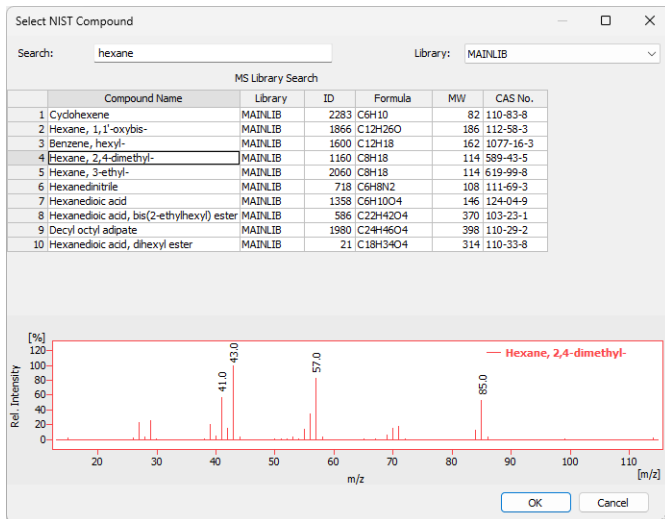 Select NIST Compound
Search: hexane Library: MAINLIB
MS Library Search
Compound Name Library ID Formula MW CAS No.
1 Cyclohexene MAINLIB 2283 C6H10 82 110-83-8
2 Hexane, 1,1'-oxybis- MAINLIB 1866 C12H26O 186 112-58-3
3 Benzene, hexyl- MAINLIB 1600 C12H18 162 1077-16-3
4 Hexane, 2,4-dimethyl- MAINLIB 1160 C8H18 114 589-43-5
5 Hexane, 3-ethyl- MAINLIB 2060 C8H18 114 619-99-8
6 Hexanedinitrile MAINLIB 718 C6H8N2 108 111-69-3
7 Hexanedioic acid MAINLIB 1358 C6H10O4 146 124-04-9
8 Hexanedioic acid, bis(2-ethylhexyl) ester MAINLIB 586 C22H42O4 370 103-23-1
9 Decyl octyl adipate MAINLIB 1980 C24H46O4 398 110-29-2
10 Hexanedioic acid, dihexyl ester MAINLIB 21 C18H34O4 314 110-33-8
[%]
120
100
80
60
40
20
0
Rel. Intensity
41.0
43.0
57.0
85.0
Hexane, 2,4-dimethyl-
20 30 40 50 60 70 80 90 100 110
m/z
[m/z]
OK Cancel